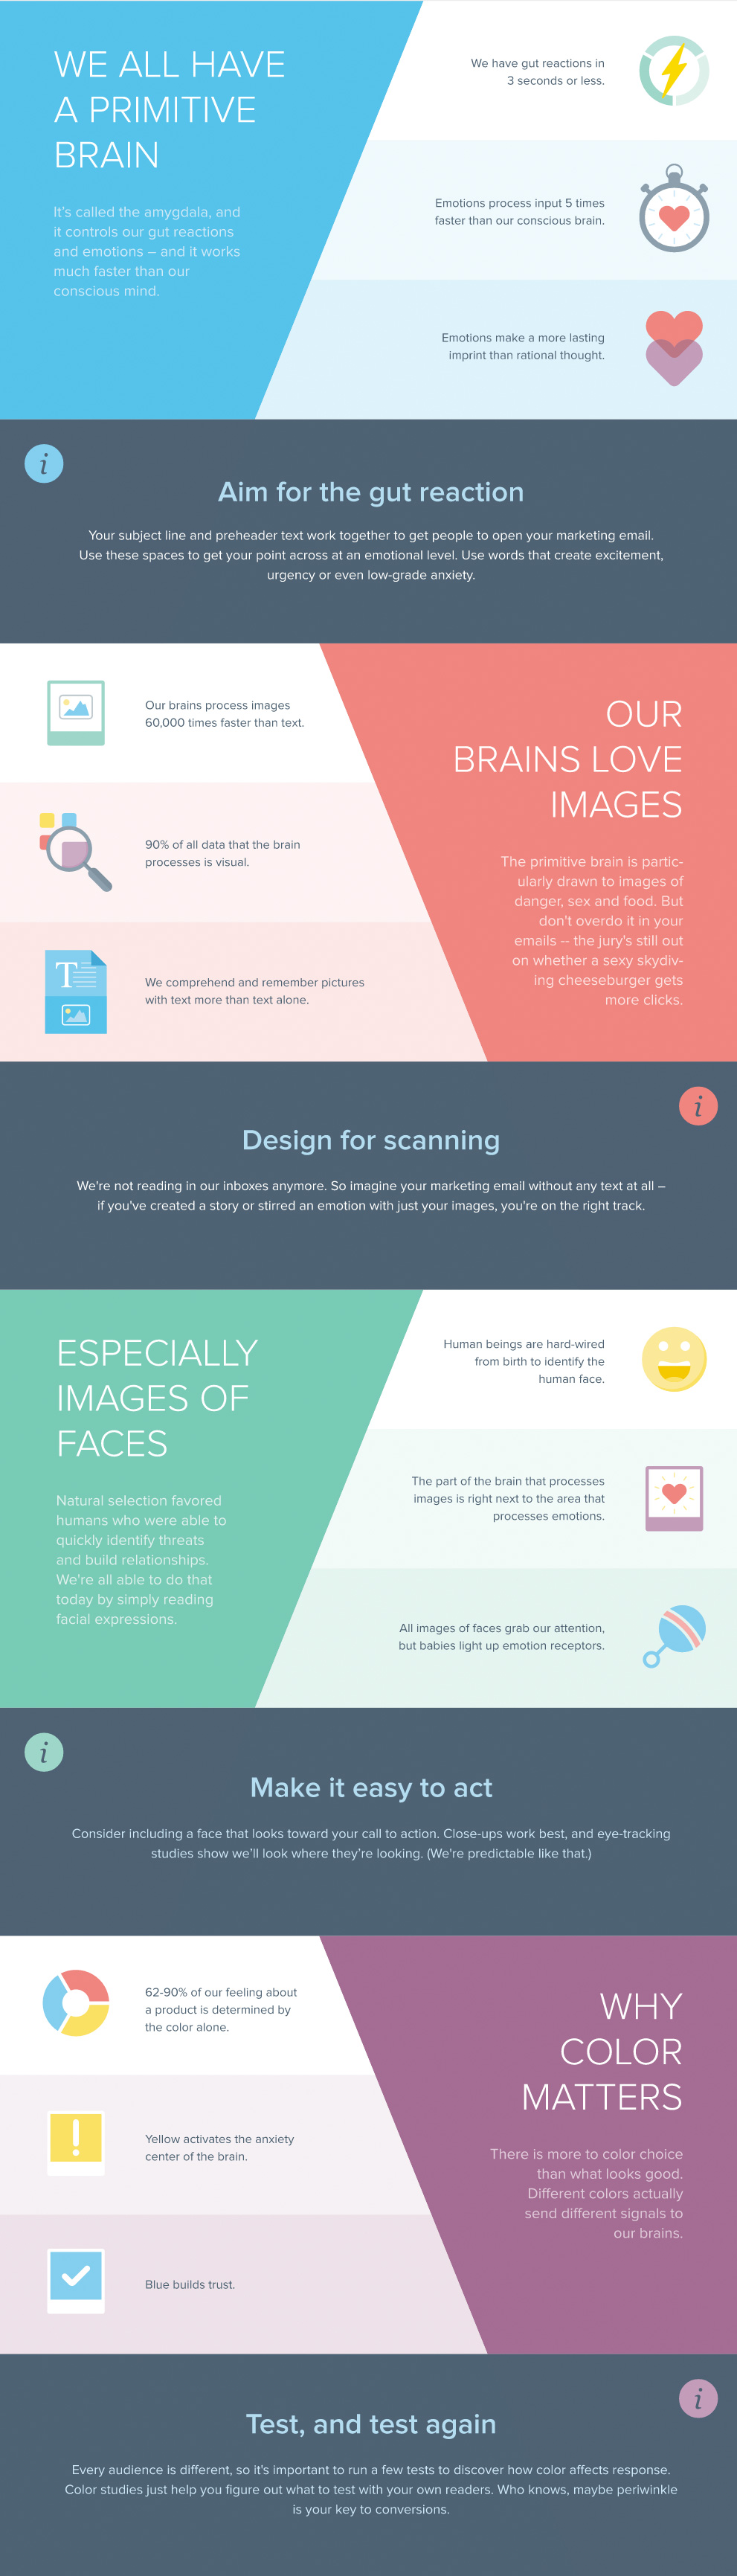 WE ALL HAVE
A PRIMITIVE
BRAIN
It's called the amygdala, and
it controls our gut reactions
and emotions – and it works
much faster than our
conscious mind.
We have gut reactions in
3 seconds or less.
Emotions process input 5 times
faster than our conscious brain.
Emotions make a more lasting
imprint than rational thought.
i
Aim for the gut reaction
Your subject line and preheader text work together to get people to open your marketing email.
Use these spaces to get your point across at an emotional level. Use words that create excitement,
urgency or even low-grade anxiety.
Our brains process images
60,000 times faster than text.
90% of all data that the brain
processes is visual.
T
We comprehend and remember pictures
with text more than text alone.
OUR
BRAINS LOVE
IMAGES
The primitive brain is partic-
ularly drawn to images of
danger, sex and food. But
don't overdo it in your
emails -- the jury's still out
on whether a sexy skydiv-
ing cheeseburger gets
more clicks.
i
Design for scanning
We're not reading in our inboxes anymore. So imagine your marketing email without any text at all –
if you've created a story or stirred an emotion with just your images, you're on the right track.
ESPECIALLY
IMAGES OF
FACES
Natural selection favored
humans who were able to
quickly identify threats
and build relationships.
We're all able to do that
today by simply reading
facial expressions.
Human beings are hard-wired
from birth to identify the
human face.
The part of the brain that processes
images is right next to the area that
processes emotions.
All images of faces grab our attention,
but babies light up emotion receptors.
i
Make it easy to act
Consider including a face that looks toward your call to action. Close-ups work best, and eye-tracking
studies show we'll look where they're looking. (We're predictable like that.)
62-90% of our feeling about
a product is determined by
the color alone.
!
Yellow activates the anxiety
center of the brain.
Blue builds trust.
WHY
COLOR
MATTERS
There is more to color choice
than what looks good.
Different colors actually
send different signals to
our brains.
i
Test, and test again
Every audience is different, so it's important to run a few tests to discover how color affects response.
Color studies just help you figure out what to test with your own readers. Who knows, maybe periwinkle
is your key to conversions.